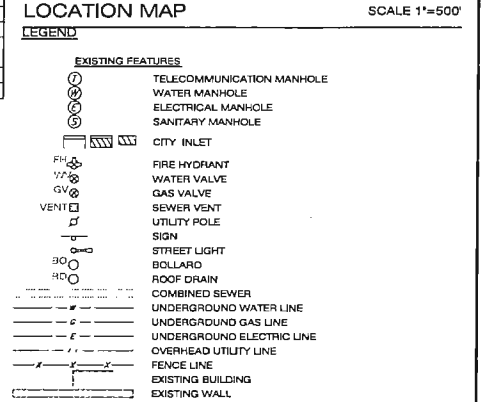 LOCATION MAP SCALE 1"=500'
LEGEND
EXISTING FEATURES
T TELECOMMUNICATION MANHOLE
W WATER MANHOLE
E ELECTRICAL MANHOLE
S SANITARY MANHOLE
CITY INLET
FH FIRE HYDRANT
WV WATER VALVE
GV GAS VALVE
VENT SEWER VENT
UTILITY POLE
SIGN
STREET LIGHT
BO BOLLARD
RD ROOF DRAIN
COMBINED SEWER
W UNDERGROUND WATER LINE
G UNDERGROUND GAS LINE
E UNDERGROUND ELECTRIC LINE
OVERHEAD UTILITY LINE
X X X FENCE LINE
EXISTING BUILDING
EXISTING WALL